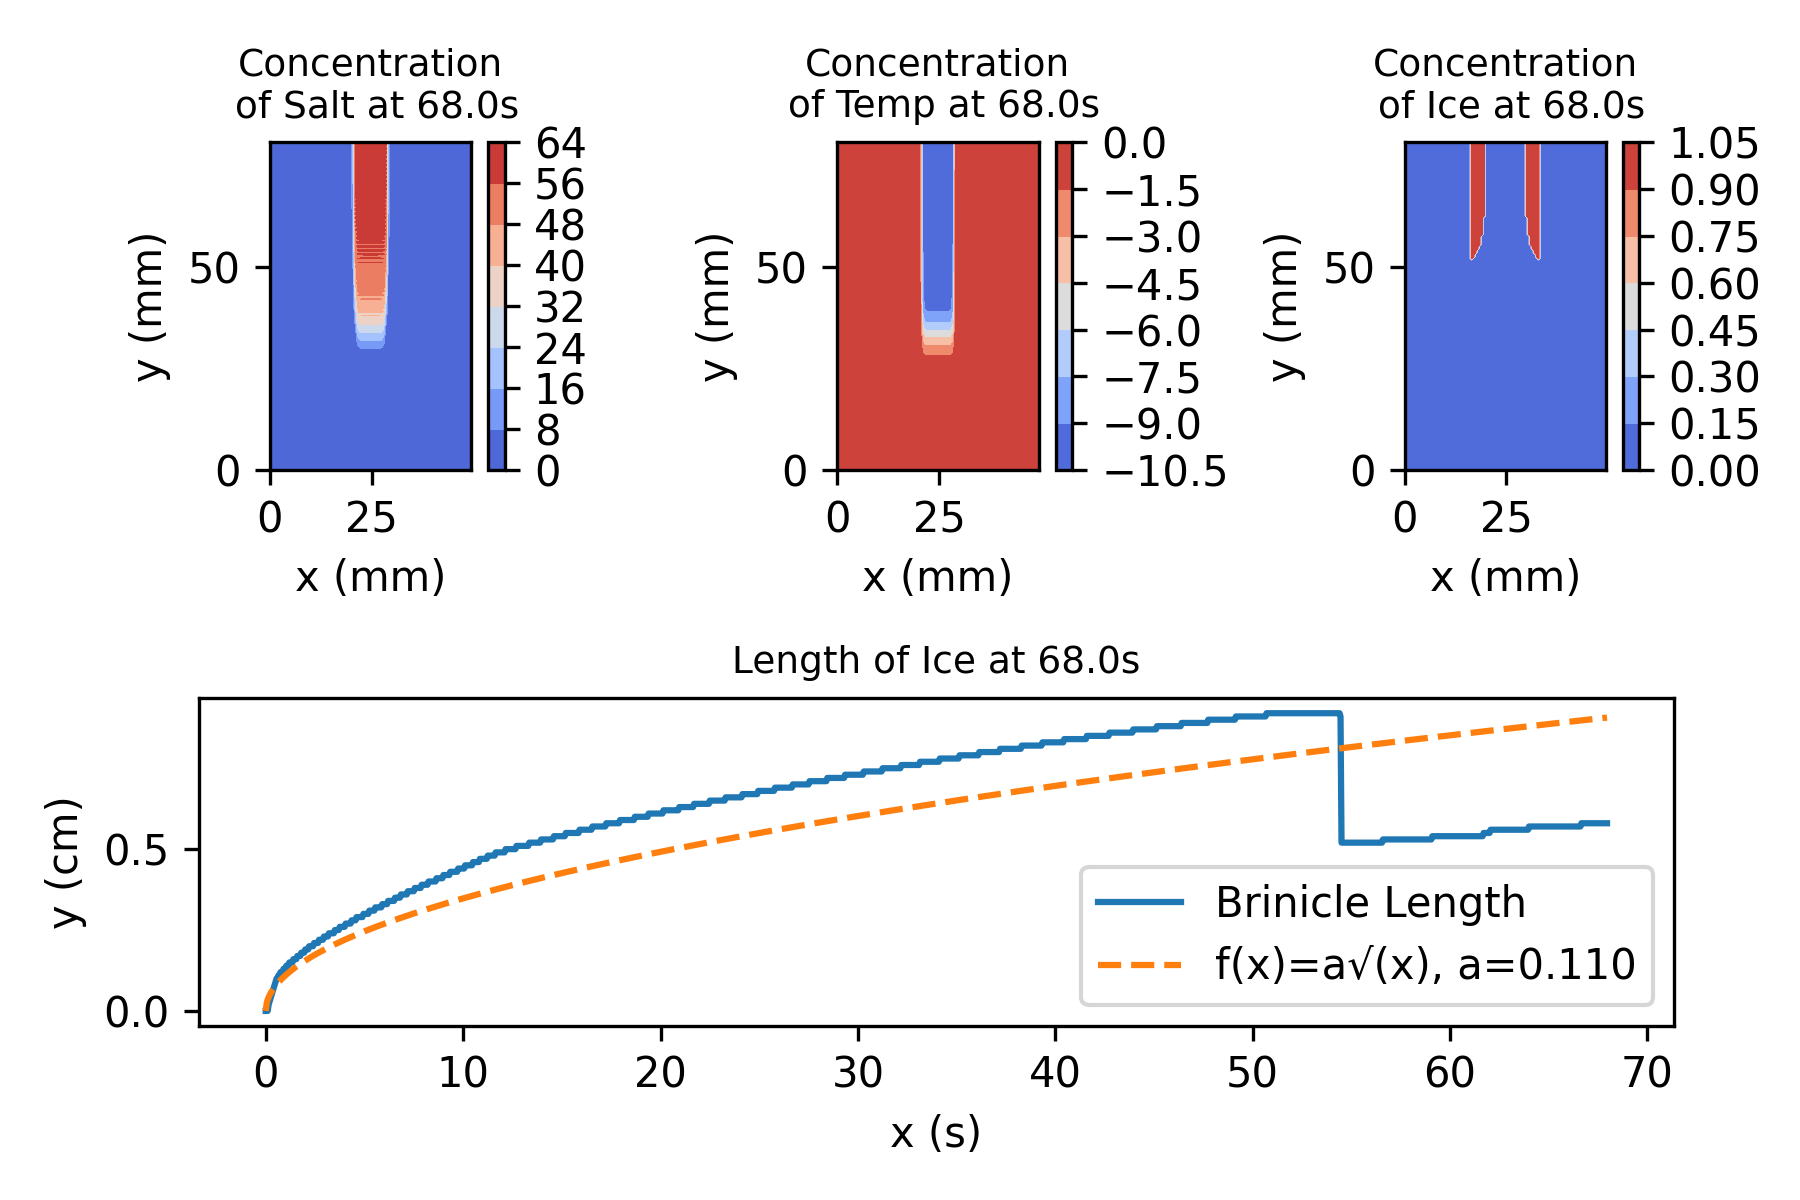 Concentration
of Salt at 68.0s
Concentration
of Temp at 68.0s
Concentration
of Ice at 68.0s
y (mm)
50
0
0
25
x (mm)
64
56
48
40
32
24
16
8
0
y (mm)
50
0
0
25
x (mm)
0.0
−1.5
−3.0
−4.5
−6.0
−7.5
−9.0
−10.5
y (mm)
50
0
0
25
x (mm)
1.05
0.90
0.75
0.60
0.45
0.30
0.15
0.00
Length of Ice at 68.0s
y (cm)
0.5
0.0
Brinicle Length
f(x)=a√(x), a=0.110
0
10
20
30
40
50
60
70
x (s)